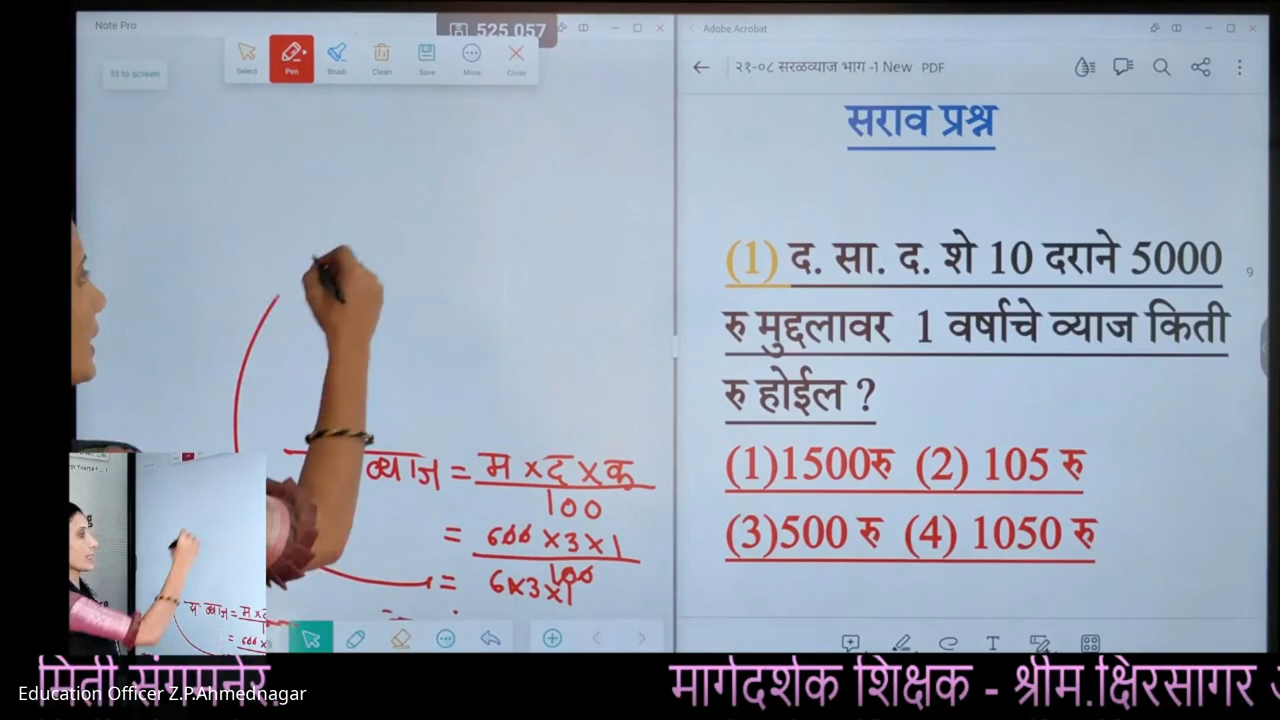 Note Pro
525.057
Select Pen Brush Clean Save More Close
fit to screen
व्याज = म × द × क
100
= 600 × 3 × 1
100
= 6×3×1
Adobe Acrobat
२१-०८ सरळव्याज भाग -1 New PDF
सराव प्रश्न
(1) द. सा. द. शे 10 दराने 5000
9
रु मुद्दलावर 1 वर्षाचे व्याज किती
रु होईल ?
(1)1500रु (2) 105 रु
(3)500 रु (4) 1050 रु
T
मिती संगमनेर. मार्गदर्शक शिक्षक - श्रीम.क्षिरसागर
Education Officer Z.P.Ahmednagar